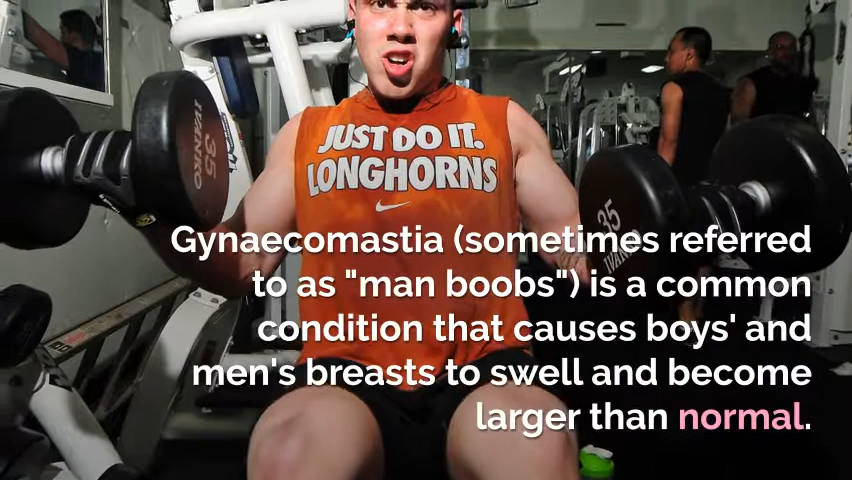 JUST DO IT.
LONGHORNS
35
IVANKO
35
IVANKO
Gynaecomastia (sometimes referred
to as "man boobs") is a common
condition that causes boys' and
men's breasts to swell and become
larger than normal.